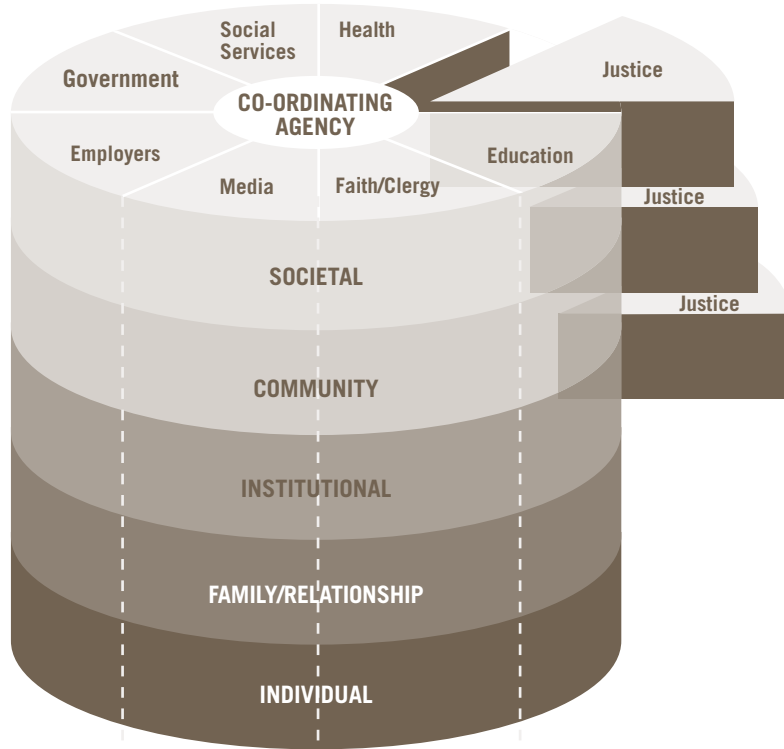 Social
Services
Health
Justice
Government
CO-ORDINATING
AGENCY
Employers
Education
Media
Faith/Clergy
Justice
SOCIETAL
Justice
COMMUNITY
INSTITUTIONAL
FAMILY/RELATIONSHIP
INDIVIDUAL